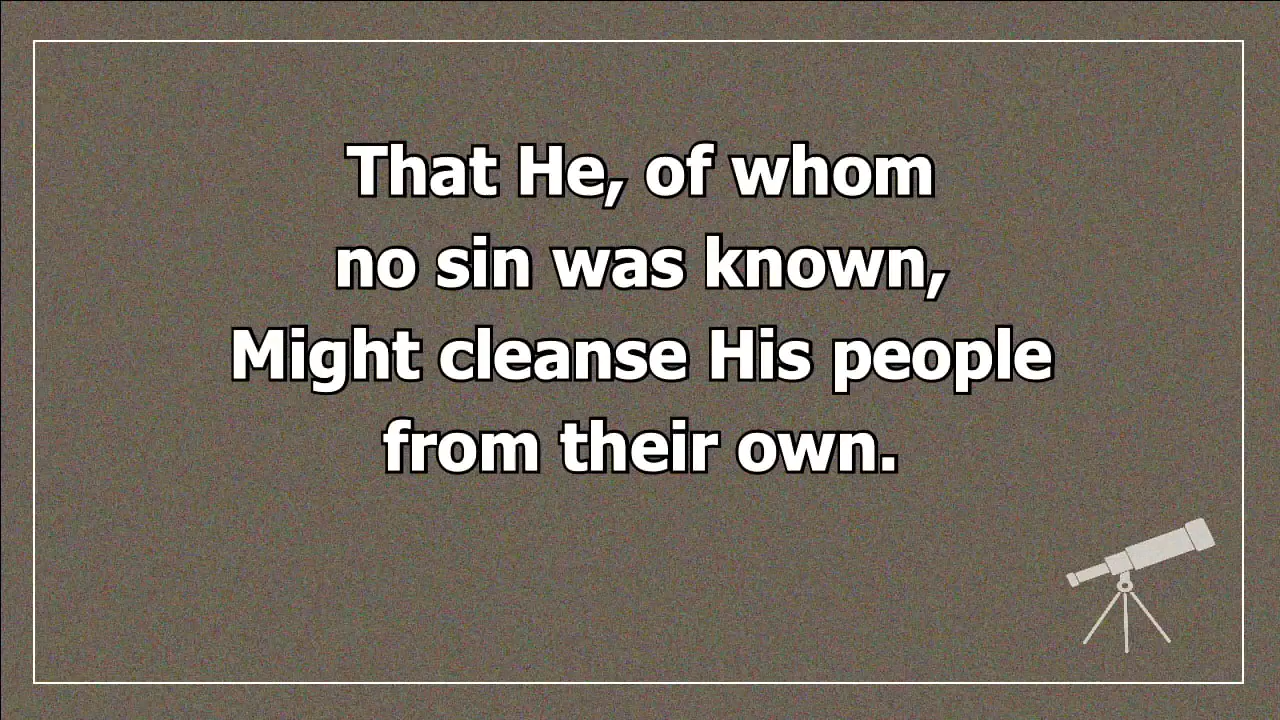 That He, of whom
no sin was known,
Might cleanse His people
from their own.